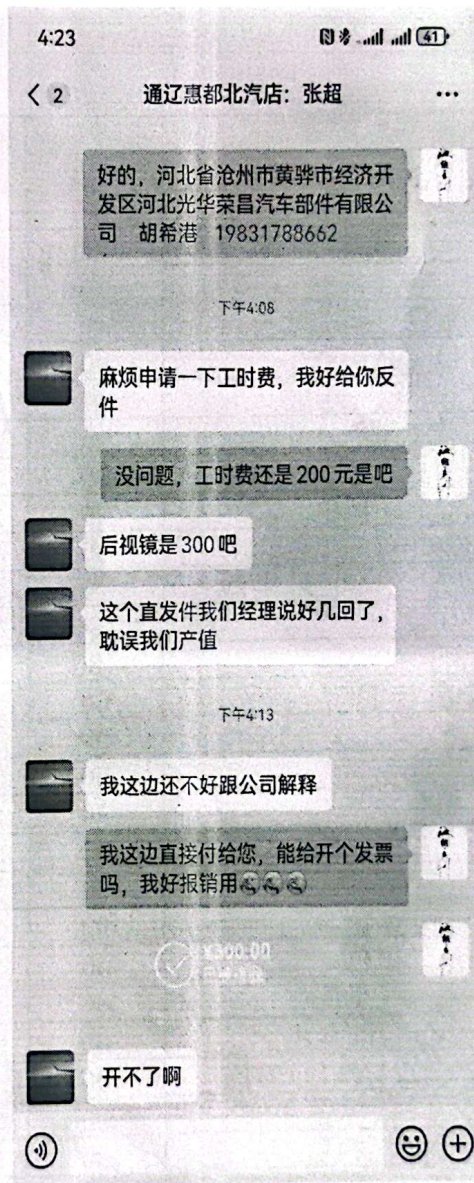 4:23
41
2
通辽惠都北汽店：张超
好的，河北省沧州市黄骅市经济开
发区河北光华荣昌汽车部件有限公
司 胡希港 19831788662
下午4:08
麻烦申请一下工时费，我好给你反
件
没问题，工时费还是200元是吧
后视镜是300吧
这个直发件我们经理说好几回了，
耽误我们产值
下午4:13
我这边还不好跟公司解释
我这边直接付给您，能给开个发票
吗，我好报销用
¥300.00
开不了啊